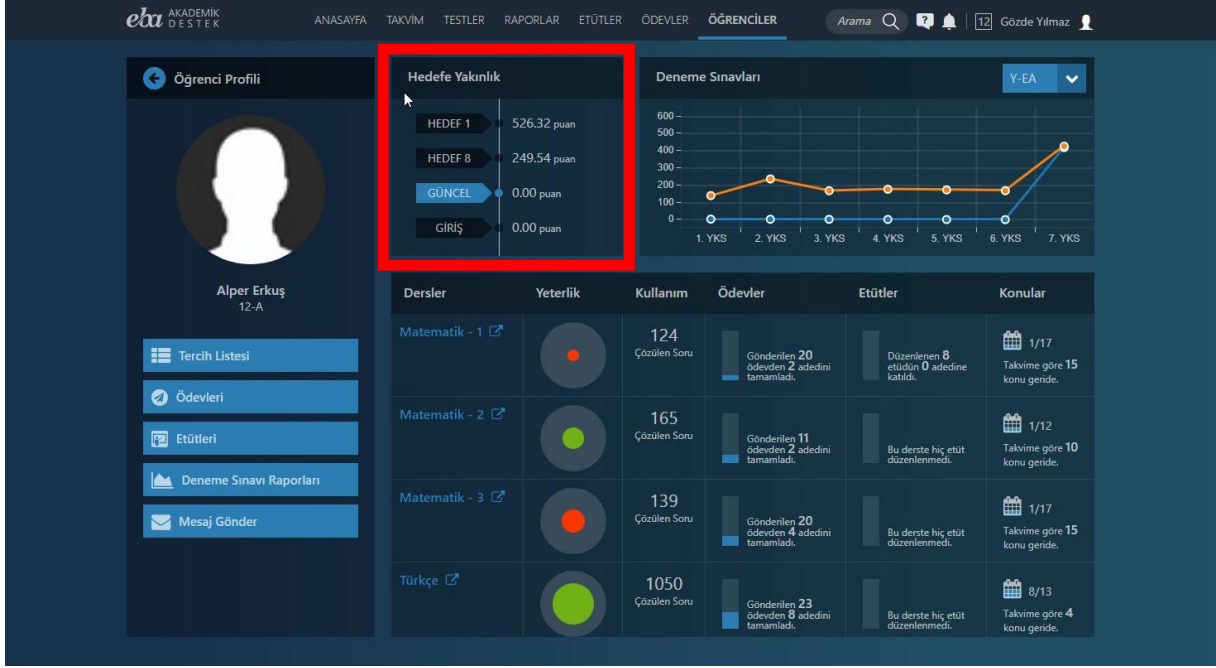 eba AKADEMİK DESTEK
ANASAYFA TAKVİM TESTLER RAPORLAR ETÜTLER ÖDEVLER ÖĞRENCİLER Arama ? 12 Gözde Yılmaz
Öğrenci Profili
Alper Erkuş
12-A
Tercih Listesi
Ödevleri
Etütleri
Deneme Sınavı Raporları
Mesaj Gönder
Hedefe Yakınlık
HEDEF 1 526.32 puan
HEDEF 8 249.54 puan
GÜNCEL 0.00 puan
GİRİŞ 0.00 puan
Deneme Sınavları Y-EA
600
500
400
300
200
100
0
1. YKS 2. YKS 3. YKS 4. YKS 5. YKS 6. YKS 7. YKS
Dersler Yeterlik Kullanım Ödevler Etütler Konular
Matematik - 1
124
Çözülen Soru
Gönderilen 20
ödevden 2 adedini
tamamladı.
Düzenlenen 8
etüdün 0 adedine
katıldı.
1/17
Takvime göre 15
konu geride.
Matematik - 2
165
Çözülen Soru
Gönderilen 11
ödevden 2 adedini
tamamladı.
Bu derste hiç etüt
düzenlenmedi.
1/12
Takvime göre 10
konu geride.
Matematik - 3
139
Çözülen Soru
Gönderilen 20
ödevden 4 adedini
tamamladı.
Bu derste hiç etüt
düzenlenmedi.
1/17
Takvime göre 15
konu geride.
Türkçe
1050
Çözülen Soru
Gönderilen 23
ödevden 8 adedini
tamamladı.
Bu derste hiç etüt
düzenlenmedi.
8/13
Takvime göre 4
konu geride.